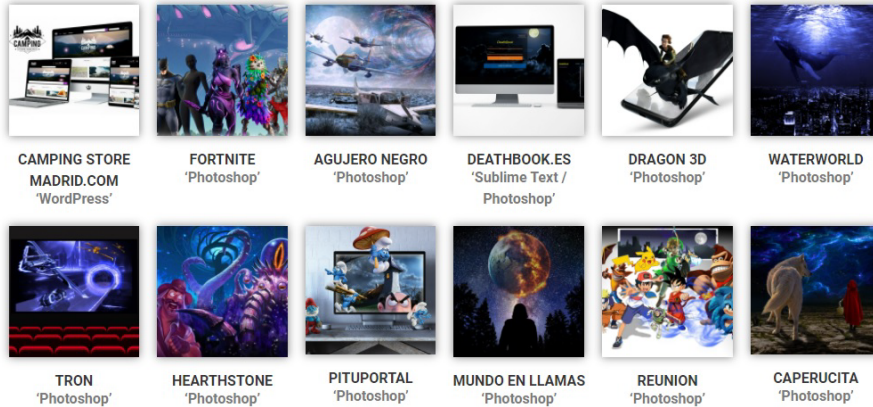 CAMPING
CAMPING STORE
MADRID.COM
‘WordPress’
FORTNITE
‘Photoshop’
AGUJERO NEGRO
‘Photoshop’
DEATHBOOK.ES
‘Sublime Text /
Photoshop’
DRAGON 3D
‘Photoshop’
WATERWORLD
‘Photoshop’
TRON
‘Photoshop’
HEARTHSTONE
‘Photoshop’
PITUPORTAL
‘Photoshop’
MUNDO EN LLAMAS
‘Photoshop’
REUNION
‘Photoshop’
CAPERUCITA
‘Photoshop’